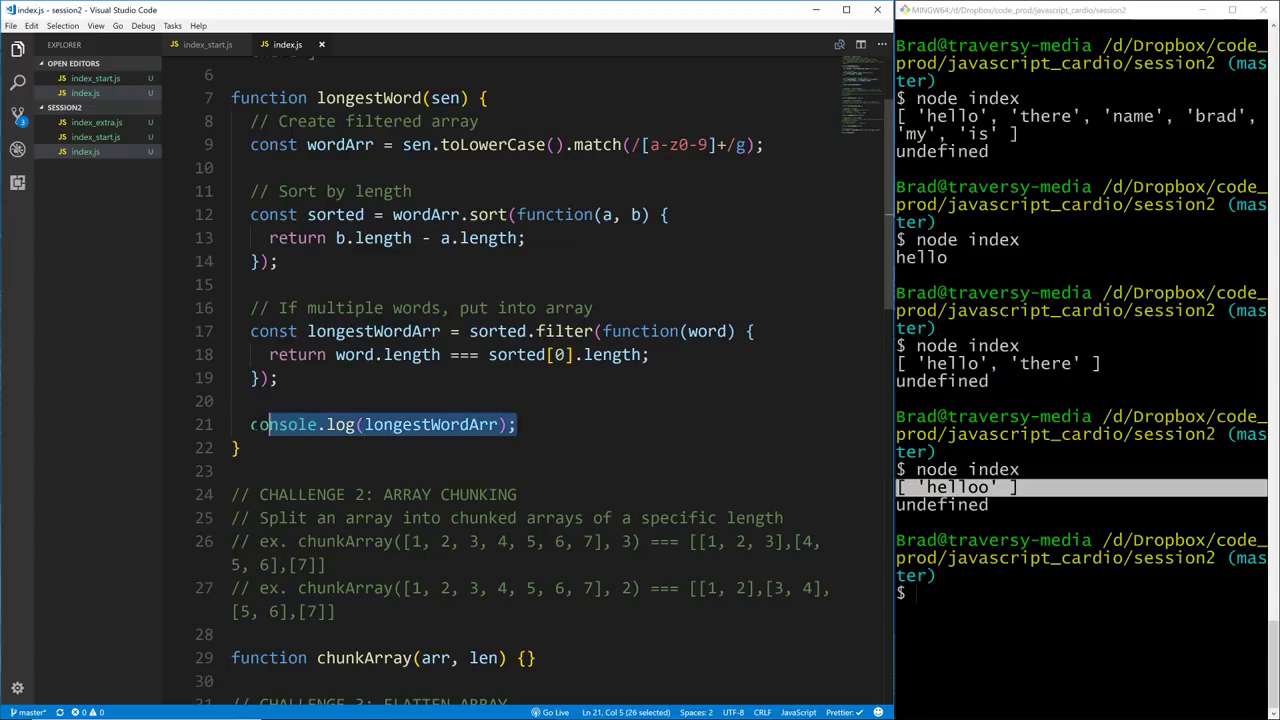 index.js - session2 - Visual Studio Code
File Edit Selection View Go Debug Tasks Help
EXPLORER
OPEN EDITORS
JS index_start.js U
JS index.js U
SESSION2
JS index_extra.js U
JS index_start.js U
JS index.js U
3
JS index_start.js JS index.js
6
7 function longestWord(sen) {
8 // Create filtered array
9 const wordArr = sen.toLowerCase().match(/[a-z0-9]+/g);
10
11 // Sort by length
12 const sorted = wordArr.sort(function(a, b) {
13 return b.length - a.length;
14 });
15
16 // If multiple words, put into array
17 const longestWordArr = sorted.filter(function(word) {
18 return word.length === sorted[0].length;
19 });
20
21 console.log(longestWordArr);
22 }
23
24 // CHALLENGE 2: ARRAY CHUNKING
25 // Split an array into chunked arrays of a specific length
26 // ex. chunkArray([1, 2, 3, 4, 5, 6, 7], 3) === [[1, 2, 3],[4,
5, 6],[7]]
27 // ex. chunkArray([1, 2, 3, 4, 5, 6, 7], 2) === [[1, 2],[3, 4],
[5, 6],[7]]
28
29 function chunkArray(arr, len) {}
30
31 // CHALLENGE 3: FLATTEN ARRAY
master* 0 0 Go Live Ln 21, Col 5 (26 selected) Spaces: 2 UTF-8 CRLF JavaScript Prettier: ✓
MINGW64:/d/Dropbox/code_prod/javascript_cardio/session2
Brad@traversy-media /d/Dropbox/code_
prod/javascript_cardio/session2 (mas
ter)
$ node index
[ 'hello', 'there', 'name', 'brad',
'my', 'is' ]
undefined
Brad@traversy-media /d/Dropbox/code_
prod/javascript_cardio/session2 (mas
ter)
$ node index
hello
Brad@traversy-media /d/Dropbox/code_
prod/javascript_cardio/session2 (mas
ter)
$ node index
[ 'hello', 'there' ]
undefined
Brad@traversy-media /d/Dropbox/code_
prod/javascript_cardio/session2 (mas
ter)
$ node index
[ 'helloo' ]
undefined
Brad@traversy-media /d/Dropbox/code_
prod/javascript_cardio/session2 (mas
ter)
$